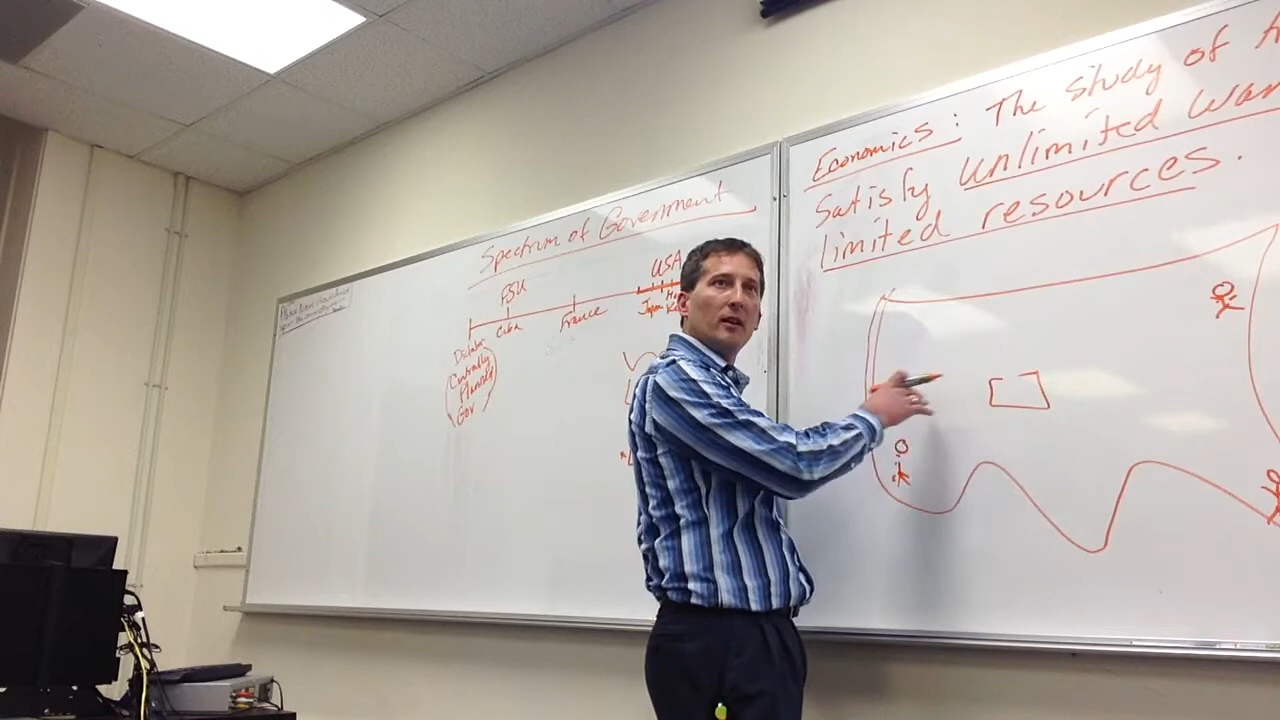 Spectrum of Government
USA
FSU
Cuba
France
Japan
Dictator
Centrally
Planned
Gov
Economics: The Study of
Satisfy unlimited
limited resources.